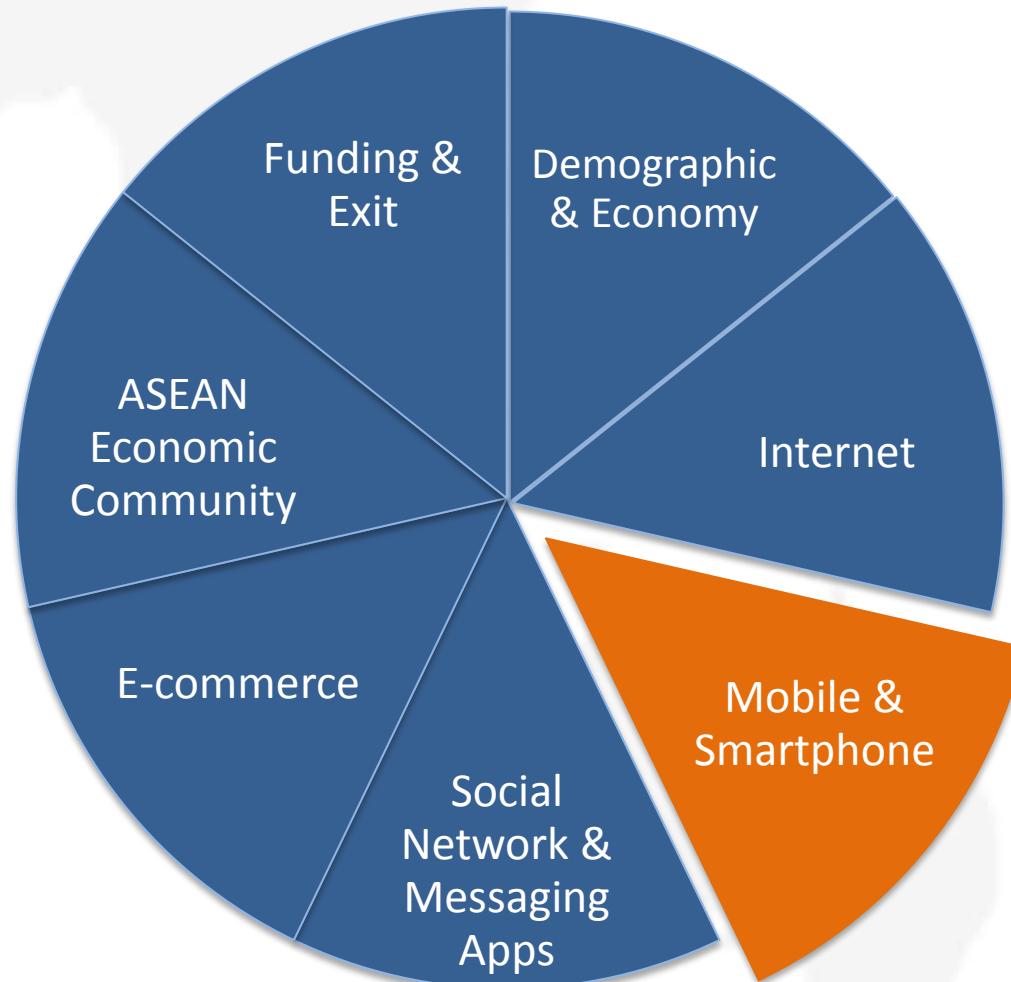 Funding &
Exit
Demographic
& Economy
ASEAN
Economic
Community
Internet
E-commerce
Mobile &
Smartphone
Social
Network &
Messaging
Apps